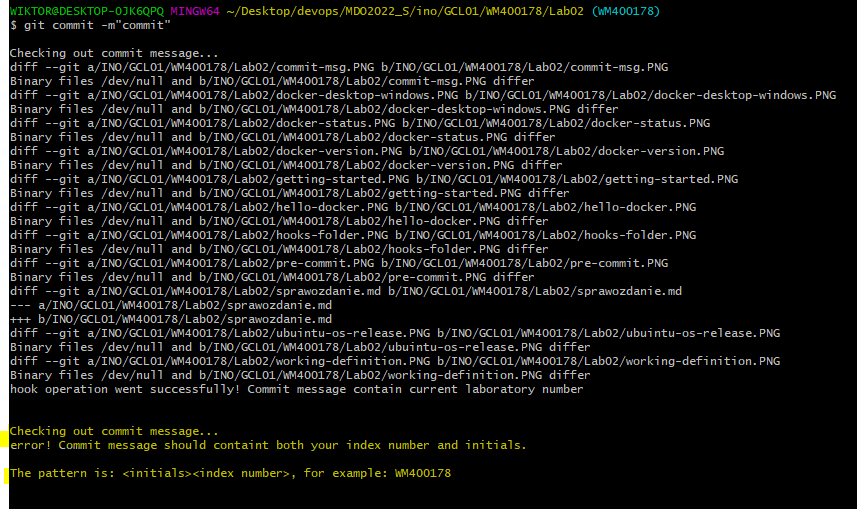 WIKTOR@DESKTOP-OJK6QPQ MINGW64 ~/Desktop/devops/MDO2022_S/ino/GCL01/WM400178/Lab02 (WM400178)
$ git commit -m"commit"
Checking out commit message...
diff --git a/INO/GCL01/WM400178/Lab02/commit-msg.PNG b/INO/GCL01/WM400178/Lab02/commit-msg.PNG
Binary files /dev/null and b/INO/GCL01/WM400178/Lab02/commit-msg.PNG differ
diff --git a/INO/GCL01/WM400178/Lab02/docker-desktop-windows.PNG b/INO/GCL01/WM400178/Lab02/docker-desktop-windows.PNG
Binary files /dev/null and b/INO/GCL01/WM400178/Lab02/docker-desktop-windows.PNG differ
diff --git a/INO/GCL01/WM400178/Lab02/docker-status.PNG b/INO/GCL01/WM400178/Lab02/docker-status.PNG
Binary files /dev/null and b/INO/GCL01/WM400178/Lab02/docker-status.PNG differ
diff --git a/INO/GCL01/WM400178/Lab02/docker-version.PNG b/INO/GCL01/WM400178/Lab02/docker-version.PNG
Binary files /dev/null and b/INO/GCL01/WM400178/Lab02/docker-version.PNG differ
diff --git a/INO/GCL01/WM400178/Lab02/getting-started.PNG b/INO/GCL01/WM400178/Lab02/getting-started.PNG
Binary files /dev/null and b/INO/GCL01/WM400178/Lab02/getting-started.PNG differ
diff --git a/INO/GCL01/WM400178/Lab02/hello-docker.PNG b/INO/GCL01/WM400178/Lab02/hello-docker.PNG
Binary files /dev/null and b/INO/GCL01/WM400178/Lab02/hello-docker.PNG differ
diff --git a/INO/GCL01/WM400178/Lab02/hooks-folder.PNG b/INO/GCL01/WM400178/Lab02/hooks-folder.PNG
Binary files /dev/null and b/INO/GCL01/WM400178/Lab02/hooks-folder.PNG differ
diff --git a/INO/GCL01/WM400178/Lab02/pre-commit.PNG b/INO/GCL01/WM400178/Lab02/pre-commit.PNG
Binary files /dev/null and b/INO/GCL01/WM400178/Lab02/pre-commit.PNG differ
diff --git a/INO/GCL01/WM400178/Lab02/sprawozdanie.md b/INO/GCL01/WM400178/Lab02/sprawozdanie.md
--- a/INO/GCL01/WM400178/Lab02/sprawozdanie.md
+++ b/INO/GCL01/WM400178/Lab02/sprawozdanie.md
diff --git a/INO/GCL01/WM400178/Lab02/ubuintu-os-release.PNG b/INO/GCL01/WM400178/Lab02/ubuintu-os-release.PNG
Binary files /dev/null and b/INO/GCL01/WM400178/Lab02/ubuintu-os-release.PNG differ
diff --git a/INO/GCL01/WM400178/Lab02/working-definition.PNG b/INO/GCL01/WM400178/Lab02/working-definition.PNG
Binary files /dev/null and b/INO/GCL01/WM400178/Lab02/working-definition.PNG differ
hook operation went successfully! Commit message contain current laboratory number
Checking out commit message...
error! Commit message should containt both your index number and initials.
The pattern is: <initials><index number>, for example: WM400178